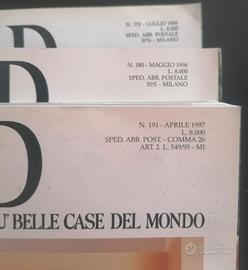 N. 170 - LUGLIO 1995
L. 8.000
SPED. ABB. POSTALE
50% - MILANO
N. 180 - MAGGIO 1996
L. 8.000
SPED. ABB. POSTALE
50% - MILANO
D
N. 191 - APRILE 1997
L. 8.000
SPED. ABB. POST. - COMMA 26
ART. 2 L. 549/95 - MI
U' BELLE CASE DEL MONDO
subito